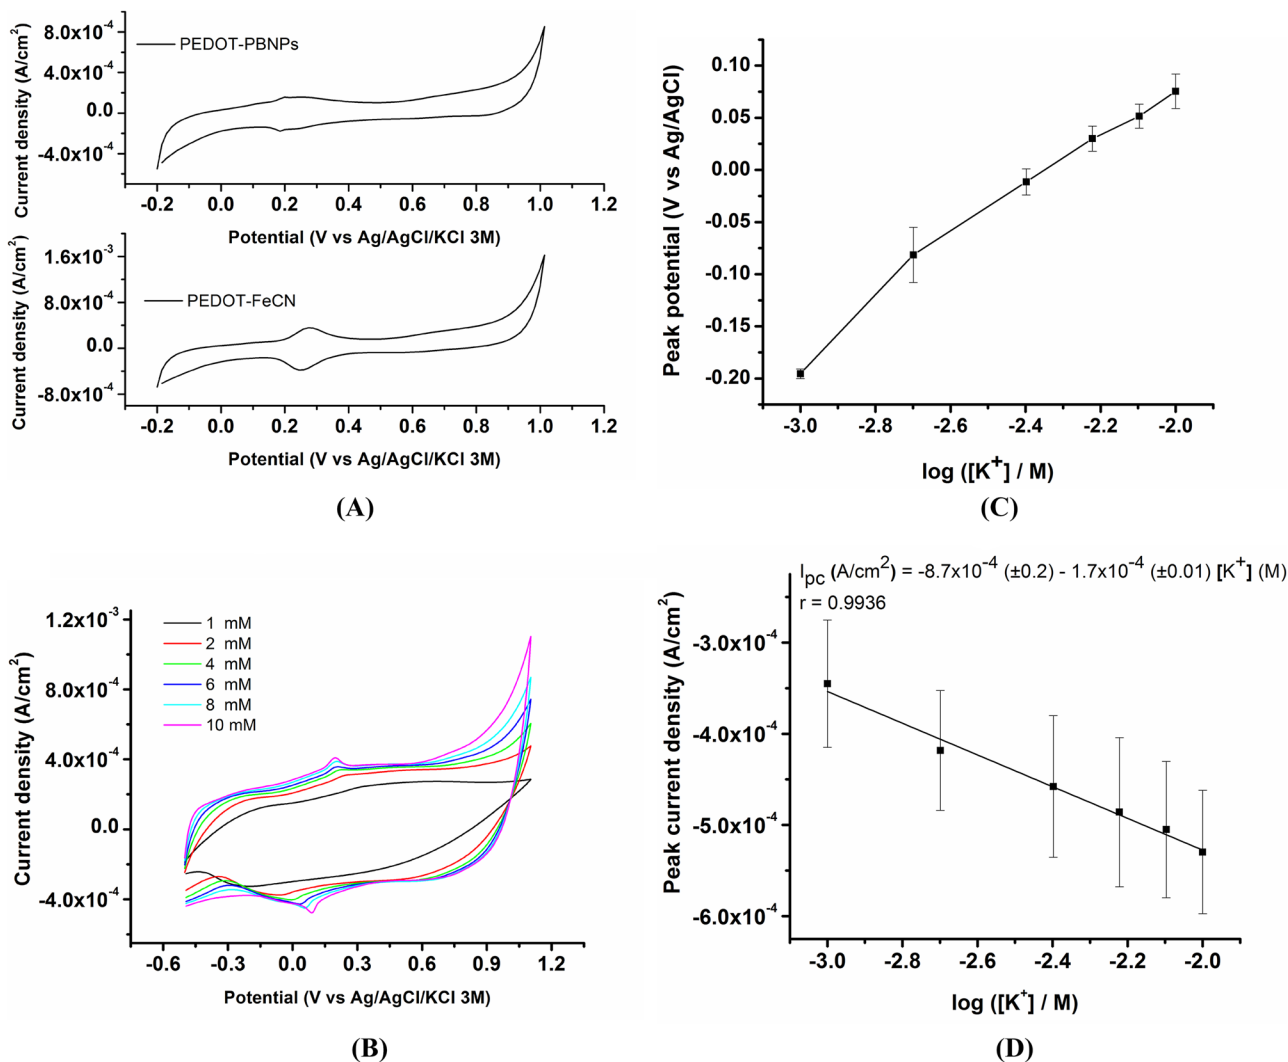 Current density (A/cm²)
8.0x10⁻⁴
4.0x10⁻⁴
0.0
-4.0x10⁻⁴
PEDOT-PBNPs
-0.2 0.0 0.2 0.4 0.6 0.8 1.0 1.2
Potential (V vs Ag/AgCl/KCl 3M)
Current density (A/cm²)
1.6x10⁻³
8.0x10⁻⁴
0.0
-8.0x10⁻⁴
PEDOT-FeCN
-0.2 0.0 0.2 0.4 0.6 0.8 1.0 1.2
Potential (V vs Ag/AgCl/KCl 3M)
(A)
Peak potential (V vs Ag/AgCl)
0.10
0.05
0.00
-0.05
-0.10
-0.15
-0.20
-3.0 -2.8 -2.6 -2.4 -2.2 -2.0
log ([K⁺] / M)
(C)
Current density (A/cm²)
1.2x10⁻³
8.0x10⁻⁴
4.0x10⁻⁴
0.0
-4.0x10⁻⁴
1 mM
2 mM
4 mM
6 mM
8 mM
10 mM
-0.6 -0.3 0.0 0.3 0.6 0.9 1.2
Potential (V vs Ag/AgCl/KCl 3M)
(B)
I_pc (A/cm²) = -8.7x10⁻⁴ (±0.2) - 1.7x10⁻⁴ (±0.01) [K⁺] (M)
r = 0.9936
Peak current density (A/cm²)
-3.0x10⁻⁴
-4.0x10⁻⁴
-5.0x10⁻⁴
-6.0x10⁻⁴
-3.0 -2.8 -2.6 -2.4 -2.2 -2.0
log ([K⁺] / M)
(D)